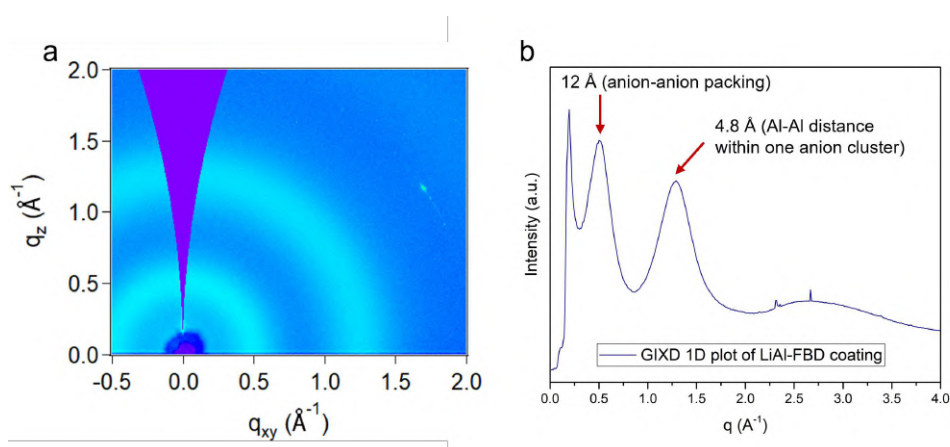 a
2.0
1.5
1.0
0.5
0.0
q_z (Å⁻¹)
-0.5 0.0 0.5 1.0 1.5 2.0
q_xy (Å⁻¹)
b
12 Å (anion-anion packing)
4.8 Å (Al-Al distance
within one anion cluster)
Intensity (a.u.)
GIXD 1D plot of LiAl-FBD coating
0.0 0.5 1.0 1.5 2.0 2.5 3.0 3.5 4.0
q (A⁻¹)